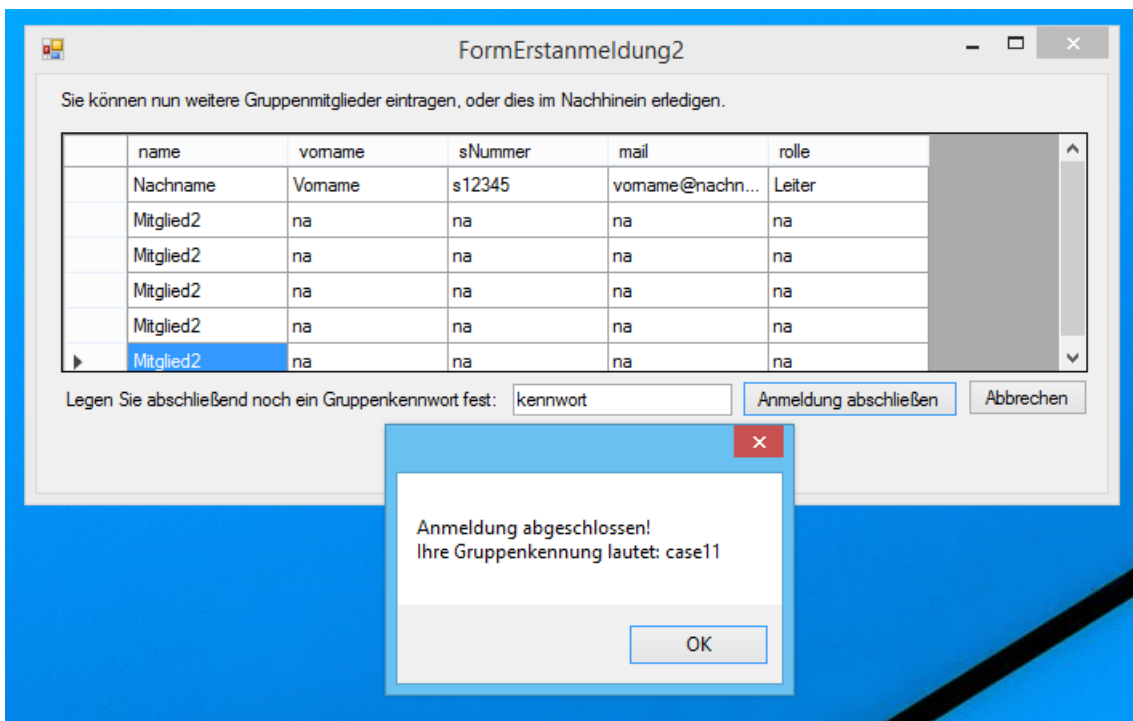 FormErstanmeldung2
Sie können nun weitere Gruppenmitglieder eintragen, oder dies im Nachhinein erledigen.
name vorname sNummer mail rolle
Nachname Vorname s12345 vorname@nachn... Leiter
Mitglied2 na na na na
Mitglied2 na na na na
Mitglied2 na na na na
Mitglied2 na na na na
Mitglied2 na na na na
Legen Sie abschließend noch ein Gruppenkennwort fest: kennwort Anmeldung abschließen Abbrechen
Anmeldung abgeschlossen!
Ihre Gruppenkennung lautet: case11
OK